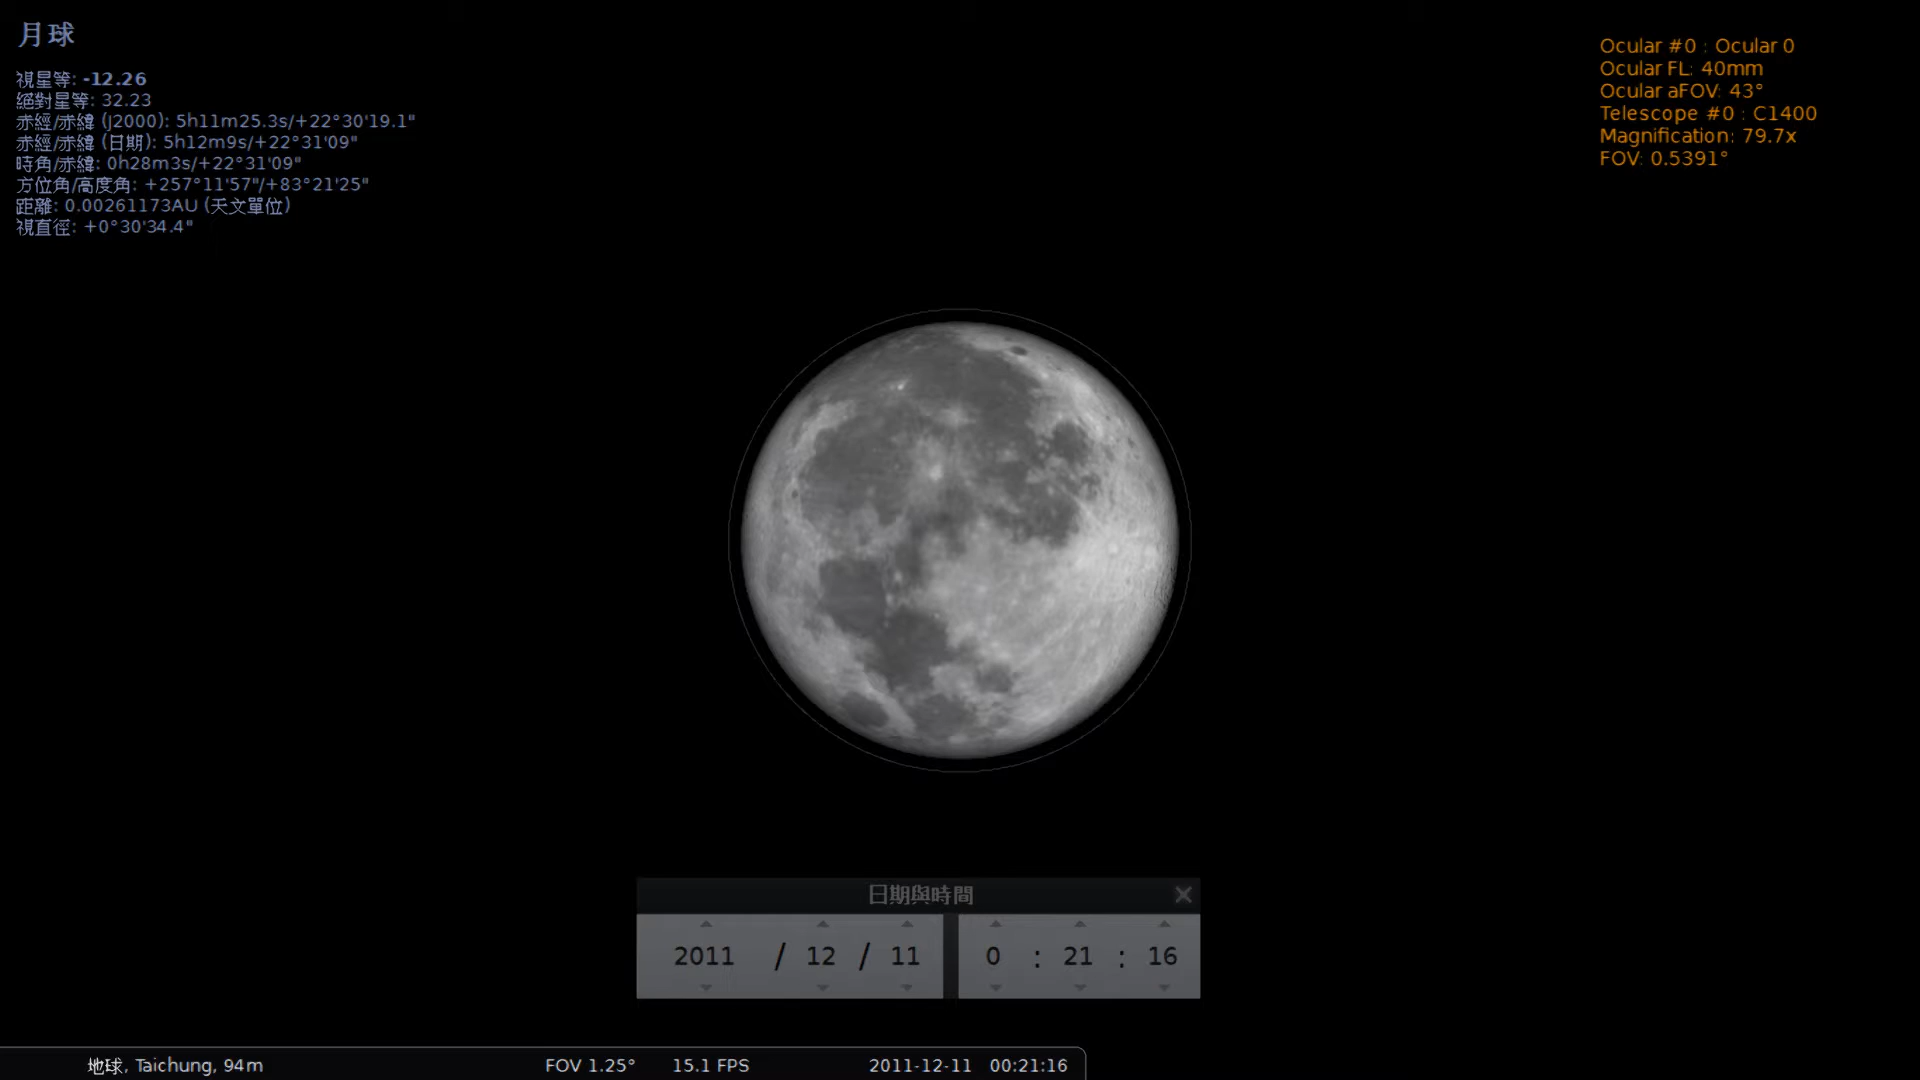 月球
視星等: -12.26
絕對星等: 32.23
赤經/赤緯 (J2000): 5h11m25.3s/+22°30'19.1"
赤經/赤緯 (日期): 5h12m9s/+22°31'09"
時角/赤緯: 0h28m3s/+22°31'09"
方位角/高度角: +257°11'57"/+83°21'25"
距離: 0.00261173AU (天文單位)
視直徑: +0°30'34.4"
Ocular #0 : Ocular 0
Ocular FL: 40mm
Ocular aFOV: 43°
Telescope #0 : C1400
Magnification: 79.7x
FOV: 0.5391°
日期與時間
2011 / 12 / 11 0 : 21 : 16
地球, Taichung, 94m FOV 1.25° 15.1 FPS 2011-12-11 00:21:16